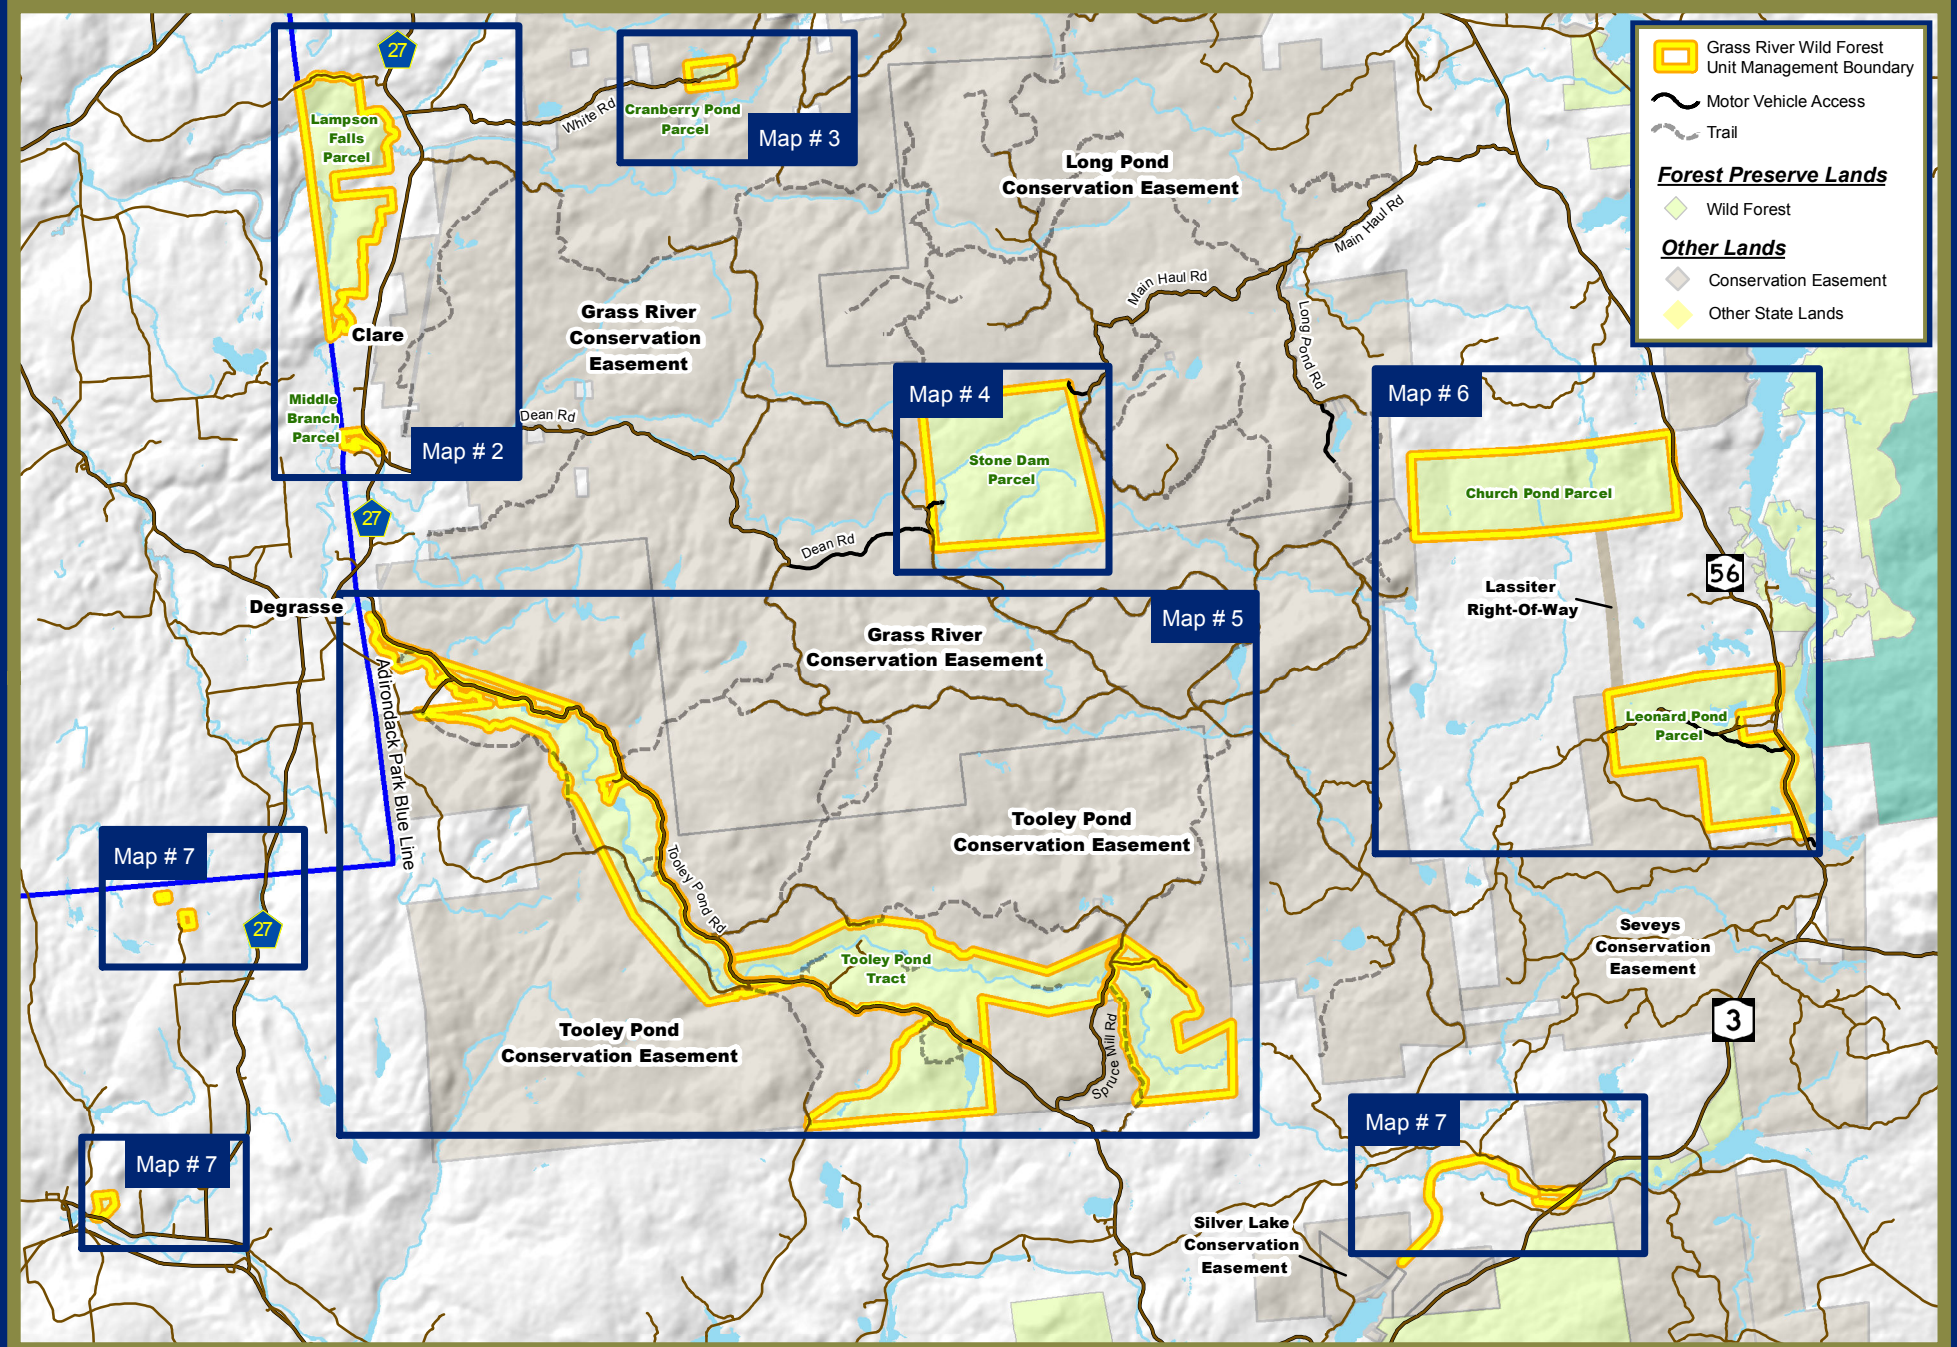 27
Lampson
Falls
Parcel
Clare
Middle
Branch
Parcel
Map # 2
27
White Rd
Cranberry Pond
Parcel
Map # 3
Long Pond
Conservation Easement
Main Haul Rd
Main Haul Rd
Long Pond Rd
Grass River Wild Forest
Unit Management Boundary
Motor Vehicle Access
Trail
Forest Preserve Lands
Wild Forest
Other Lands
Conservation Easement
Other State Lands
Grass River
Conservation
Easement
Dean Rd
Dean Rd
Map # 4
Stone Dam
Parcel
Map # 6
Church Pond Parcel
Lassiter
Right-Of-Way
56
Leonard Pond
Parcel
Degrasse
Adirondack Park Blue Line
Map # 5
Grass River
Conservation Easement
Tooley Pond
Conservation Easement
Tooley Pond Rd
Tooley Pond
Tract
Tooley Pond
Conservation Easement
Spruce Mill Rd
Map # 7
27
Map # 7
Seveys
Conservation
Easement
3
Map # 7
Silver Lake
Conservation
Easement